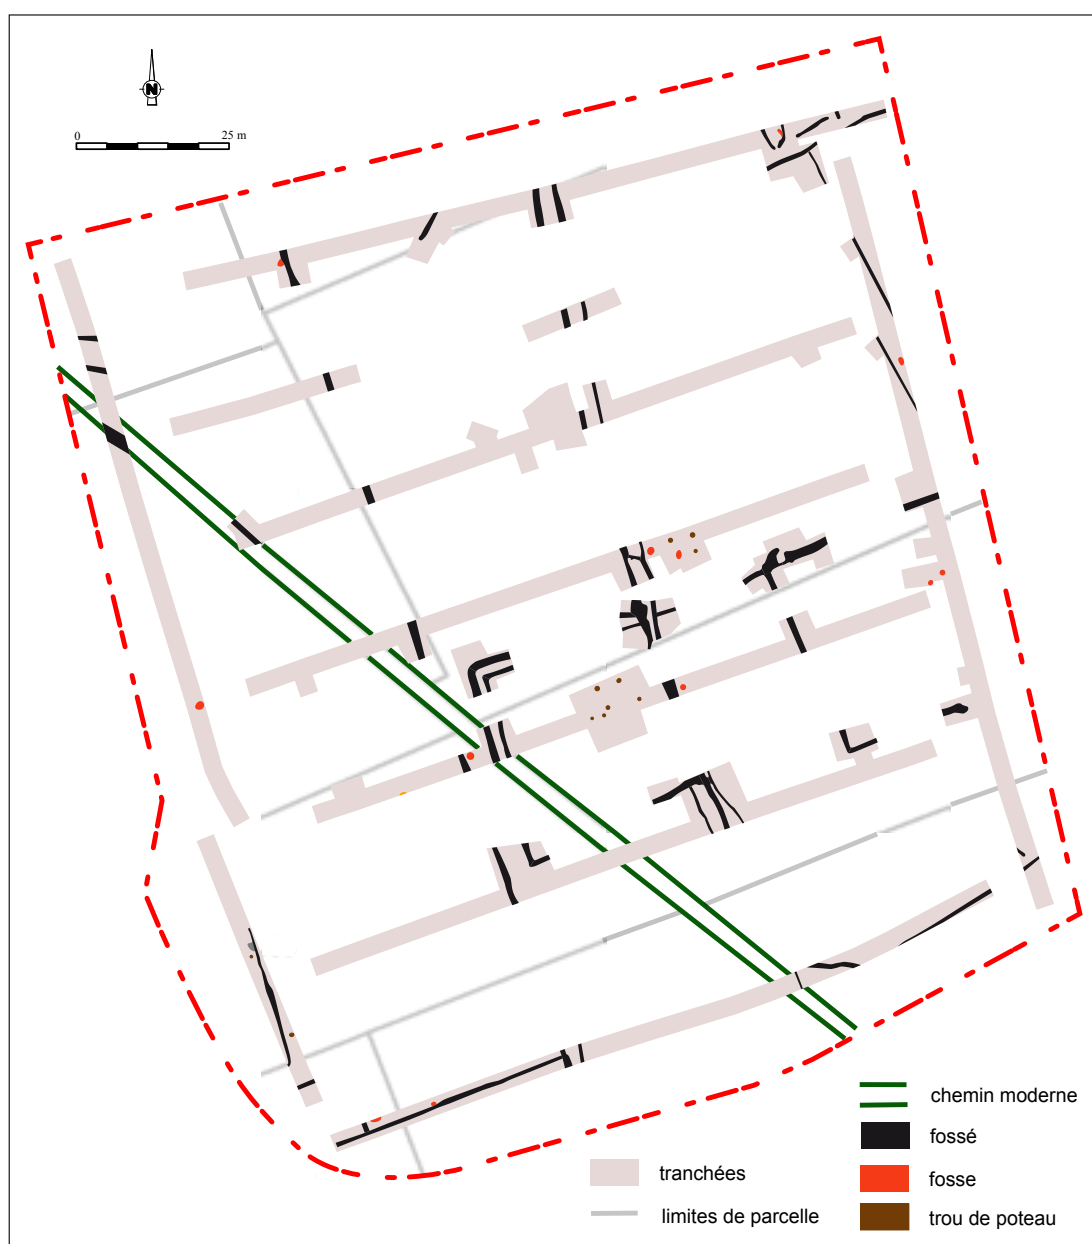 N
0 25 m
chemin moderne
fossé
tranchées
fosse
limites de parcelle
trou de poteau